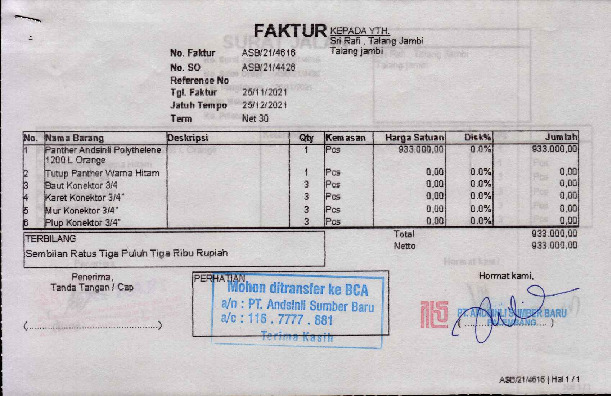 FAKTUR
KEPADA YTH.
Sri Rafi , Talang Jambi
Talang jambi
No. Faktur ASB/21/4616
No. SO ASB/21/4426
Reference No
Tgl. Faktur 25/11/2021
Jatuh Tempo 25/12/2021
Term Net 30
No. Nama Barang Deskripsi Qty Kemasan Harga Satuan Disk% Jumlah
1 Panther Andsinli Polythelene 1 Pcs 933.000,00 0.0% 933.000,00
1200 L Orange
2 Tutup Panther Warna Hitam 1 Pcs 0,00 0.0% 0,00
3 Baut Konektor 3/4 3 Pcs 0,00 0.0% 0,00
4 Karet Konektor 3/4" 3 Pcs 0,00 0.0% 0,00
5 Mur Konektor 3/4" 3 Pcs 0,00 0.0% 0,00
6 Plup Konektor 3/4" 3 Pcs 0,00 0.0% 0,00
Total 933.000,00
Netto 933.000,00
TERBILANG
Sembilan Ratus Tiga Puluh Tiga Ribu Rupiah
Penerima,
Tanda Tangan / Cap
(..............................)
PERHATIAN
Mohon ditransfer ke BCA
a/n : PT. Andsinli Sumber Baru
a/c : 116 . 7777 . 881
Terima Kasih
Hormat kami,
PT. ANDSINLI SUMBER BARU
PALEMBANG
ASB/21/4616 | Hal 1 / 1